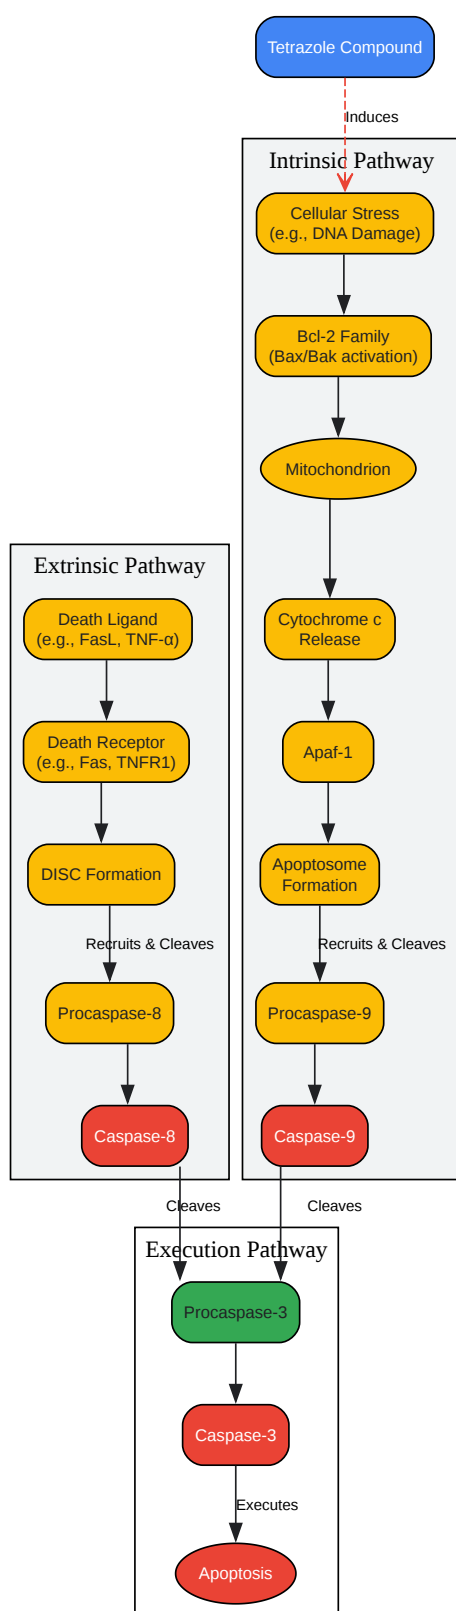 Tetrazole Compound
Induces
Intrinsic Pathway
Cellular Stress
(e.g., DNA Damage)
Bcl-2 Family
(Bax/Bak activation)
Mitochondrion
Cytochrome c
Release
Apaf-1
Apoptosome
Formation
Recruits & Cleaves
Procaspase-9
Caspase-9
Cleaves
Extrinsic Pathway
Death Ligand
(e.g., FasL, TNF-α)
Death Receptor
(e.g., Fas, TNFR1)
DISC Formation
Recruits & Cleaves
Procaspase-8
Caspase-8
Cleaves
Execution Pathway
Procaspase-3
Caspase-3
Executes
Apoptosis